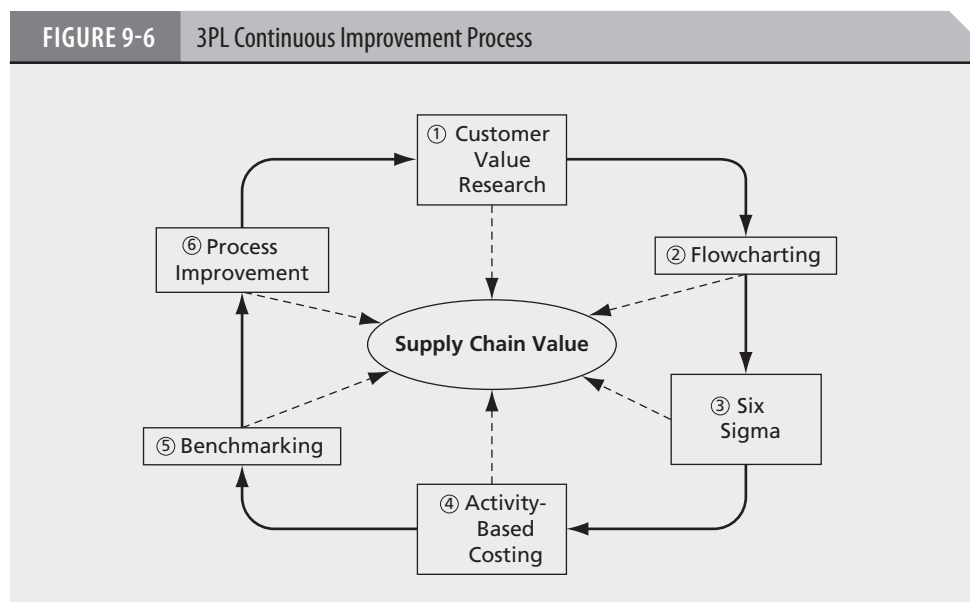 FIGURE 9-6 3PL Continuous Improvement Process
① Customer
Value
Research
② Flowcharting
③ Six
Sigma
④ Activity-
Based
Costing
⑤ Benchmarking
⑥ Process
Improvement
Supply Chain Value